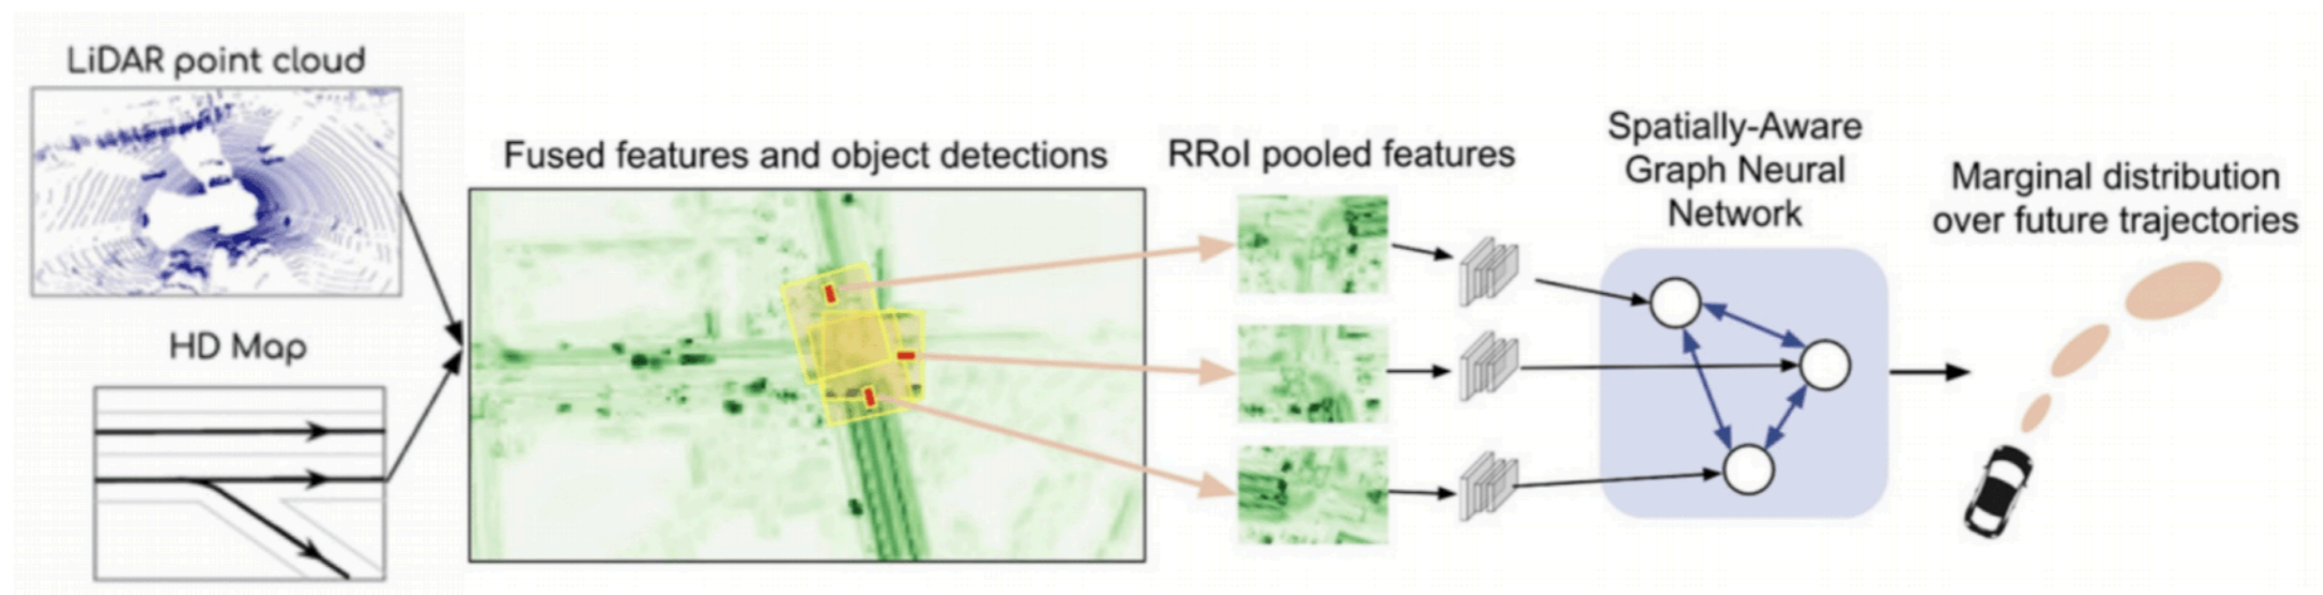 LiDAR point cloud
HD Map
Fused features and object detections
RRoI pooled features
Spatially-Aware
Graph Neural
Network
Marginal distribution
over future trajectories